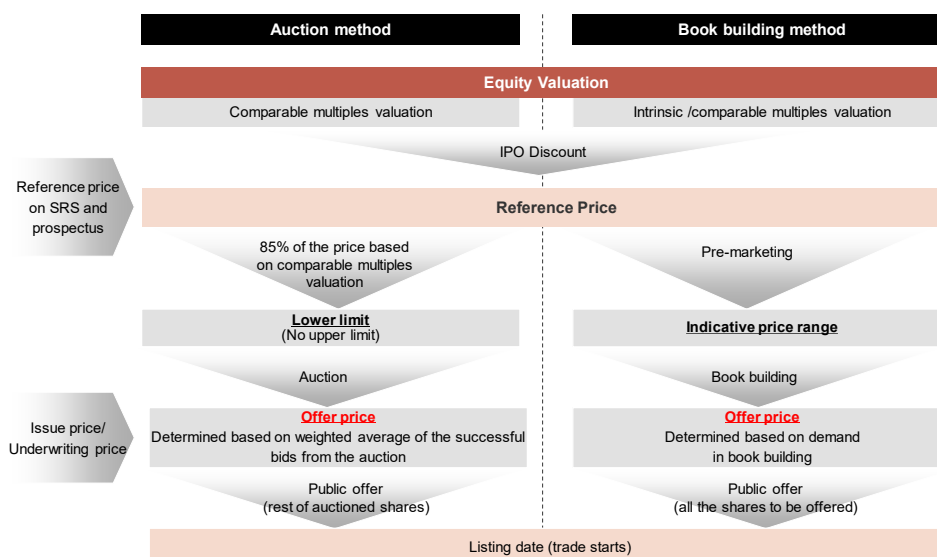 Auction method
Book building method
Equity Valuation
Comparable multiples valuation
Intrinsic /comparable multiples valuation
IPO Discount
Reference price
on SRS and
prospectus
Reference Price
85% of the price based
on comparable multiples
valuation
Pre-marketing
Lower limit
(No upper limit)
Indicative price range
Auction
Book building
Issue price/
Underwriting price
Offer price
Determined based on weighted average of the successful
bids from the auction
Offer price
Determined based on demand
in book building
Public offer
(rest of auctioned shares)
Public offer
(all the shares to be offered)
Listing date (trade starts)